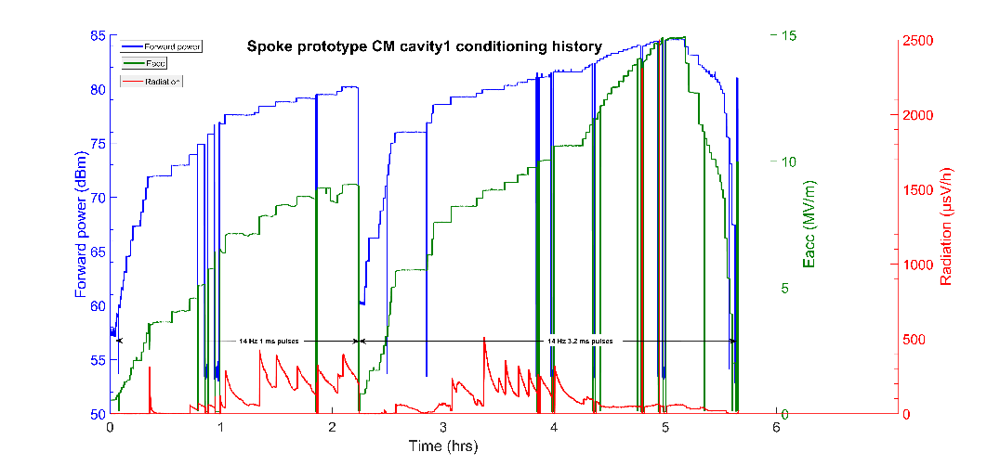 Spoke prototype CM cavity1 conditioning history
Forward power
Eacc
Radiation
85
80
75
70
65
60
55
50
Forward power (dBm)
15
10
5
0
Eacc (MV/m)
2500
2000
1500
1000
500
0
Radiation (μsV/h)
14 Hz 1 ms pulses
14 Hz 3.2 ms pulses
0 1 2 3 4 5 6
Time (hrs)